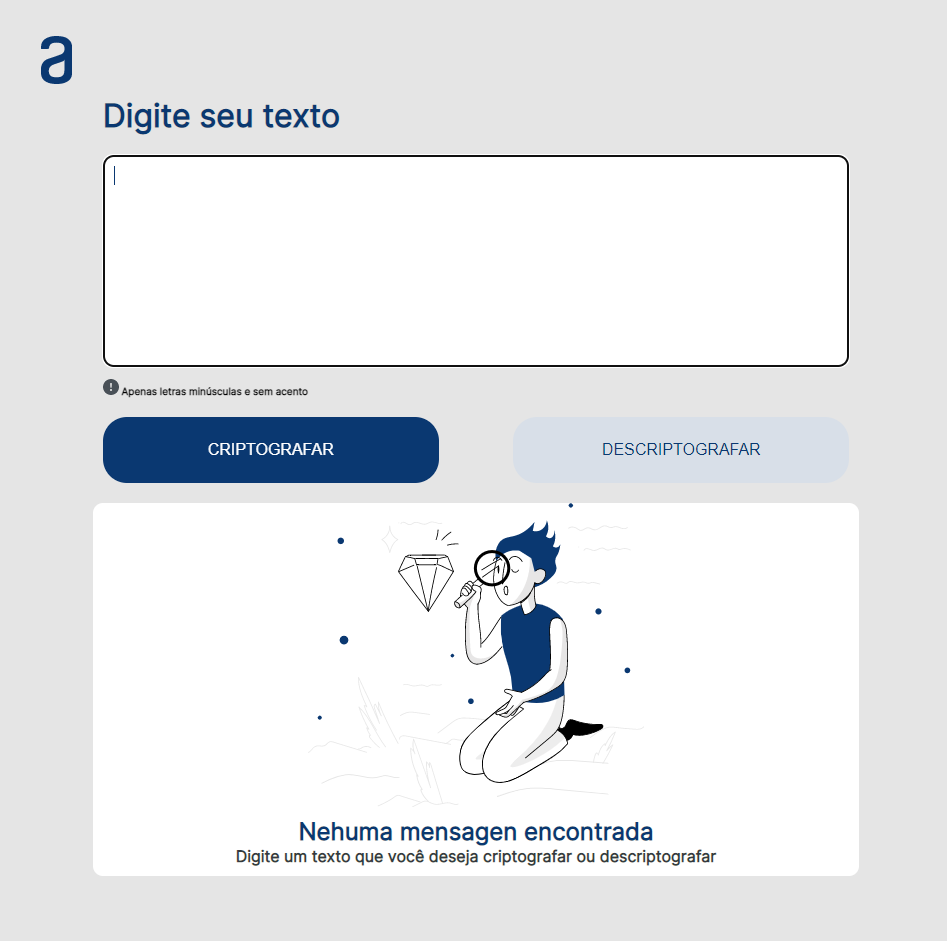 a
Digite seu texto
Apenas letras minúsculas e sem acento
CRIPTOGRAFAR
DESCRIPTOGRAFAR
Nehuma mensagen encontrada
Digite um texto que você deseja criptografar ou descriptografar